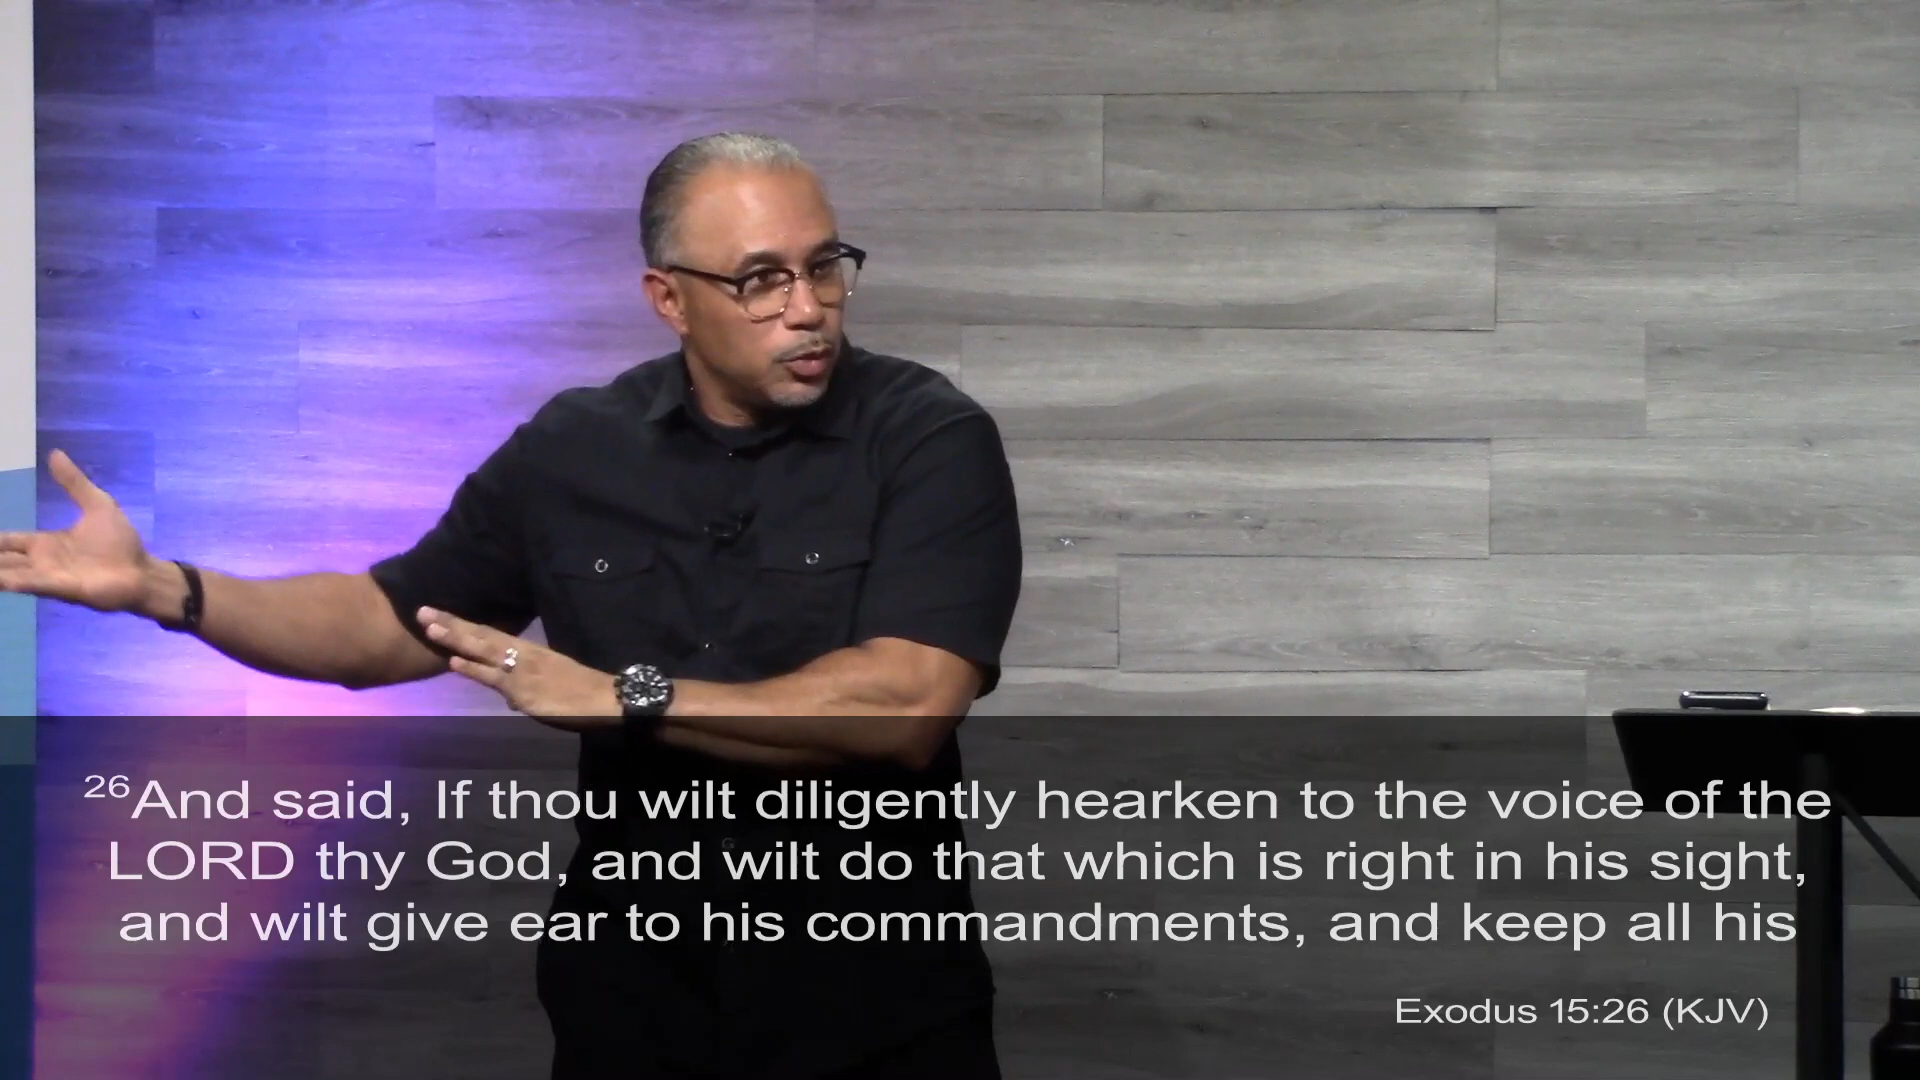 26And said, If thou wilt diligently hearken to the voice of the
LORD thy God, and wilt do that which is right in his sight,
and wilt give ear to his commandments, and keep all his
Exodus 15:26 (KJV)